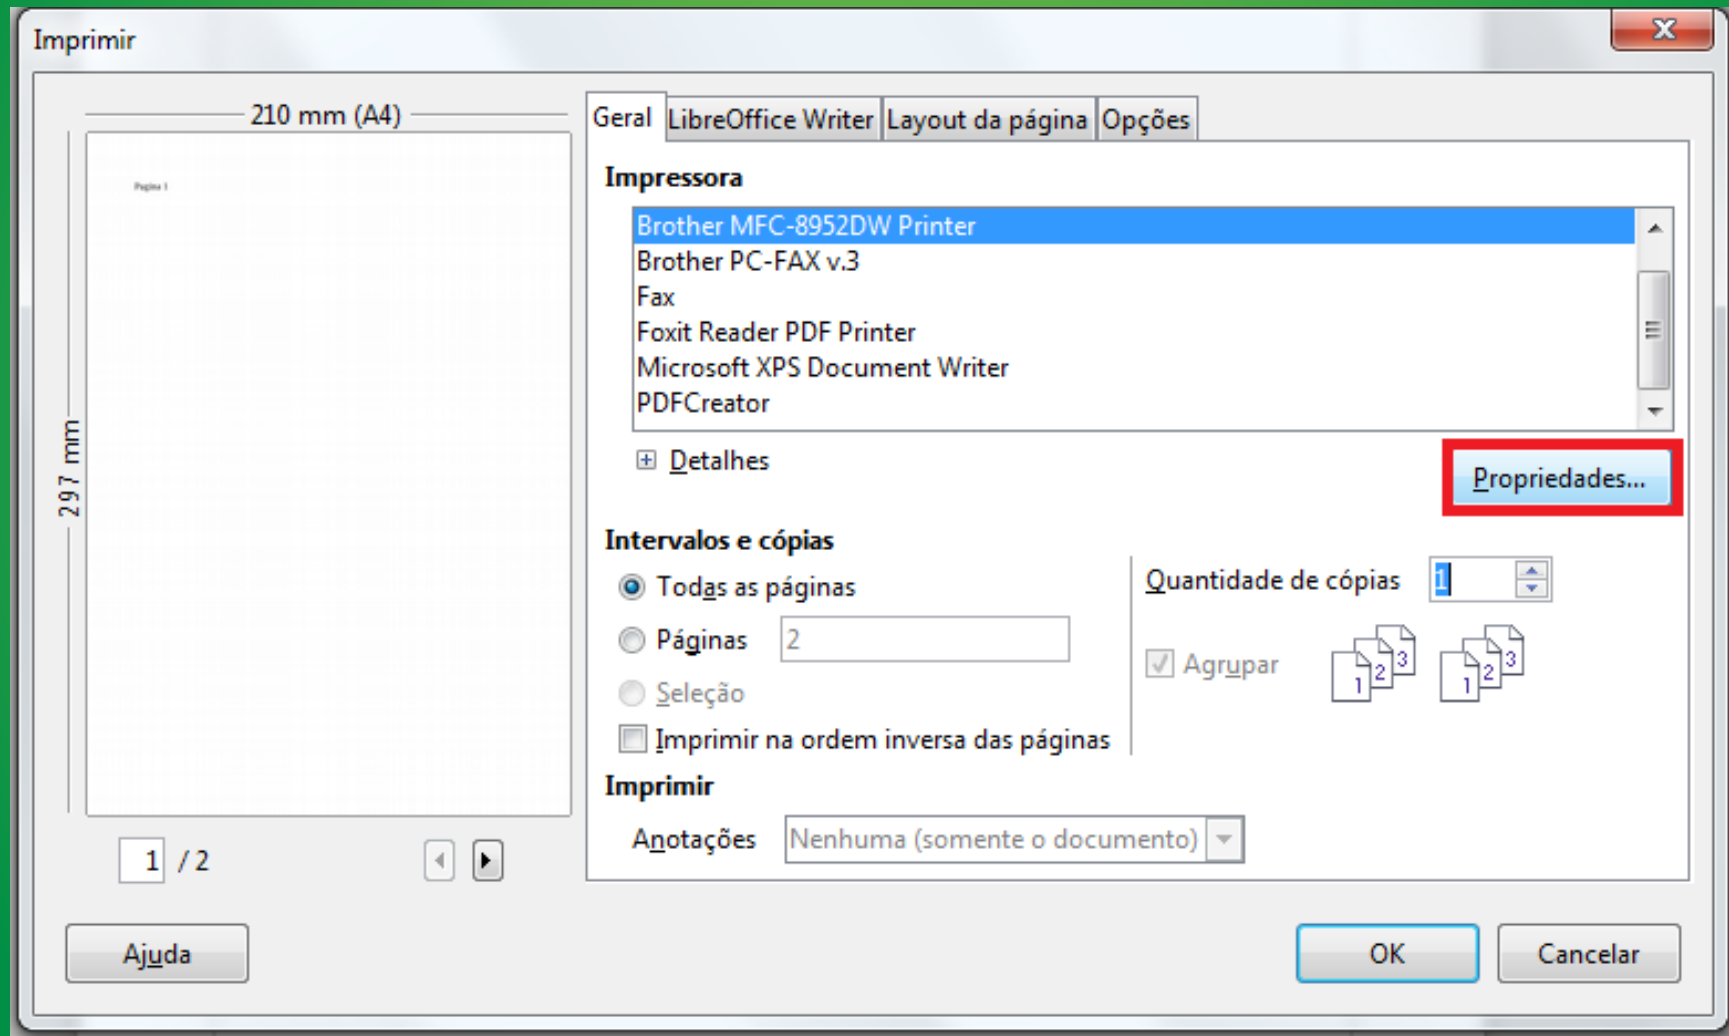 Imprimir
210 mm (A4)
297 mm
Pagina 1
1 / 2
Geral LibreOffice Writer Layout da página Opções
Impressora
Brother MFC-8952DW Printer
Brother PC-FAX v.3
Fax
Foxit Reader PDF Printer
Microsoft XPS Document Writer
PDFCreator
Detalhes
Propriedades...
Intervalos e cópias
Todas as páginas
Páginas 2
Seleção
Imprimir na ordem inversa das páginas
Quantidade de cópias 1
Agrupar
1 2 3 1 2 3
Imprimir
Anotações Nenhuma (somente o documento)
Ajuda OK Cancelar